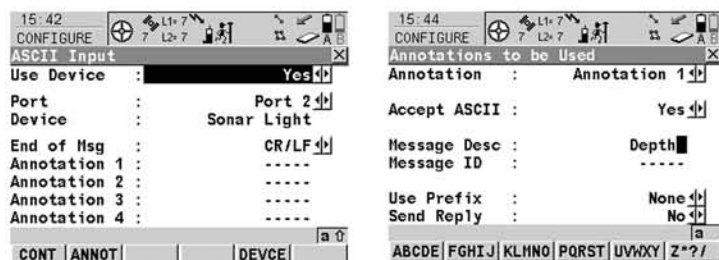 15:42
CONFIGURE
7
L1= 7
L2= 7
A B
ASCII Input
Use Device : Yes
Port : Port 2
Device : Sonar Light
End of Msg : CR/LF
Annotation 1 : -----
Annotation 2 : -----
Annotation 3 : -----
Annotation 4 : -----
a
CONT ANNOT DEVCE
15:44
CONFIGURE
7
L1= 7
L2= 7
A B
Annotations to be Used
Annotation : Annotation 1
Accept ASCII : Yes
Message Desc : Depth
Message ID : -----
Use Prefix : None
Send Reply : No
a
ABCDE FGHIJ KLMNO PQRST UVWXY Z*?/